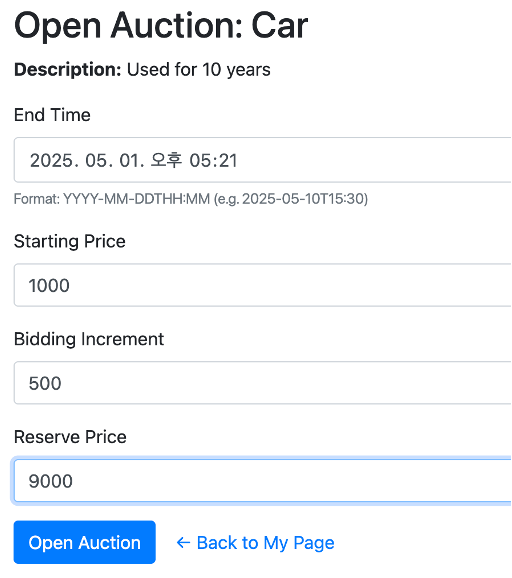 Open Auction: Car
Description: Used for 10 years
End Time
2025. 05. 01. 오후 05:21
Format: YYYY-MM-DDTHH:MM (e.g. 2025-05-10T15:30)
Starting Price
1000
Bidding Increment
500
Reserve Price
9000
Open Auction ← Back to My Page